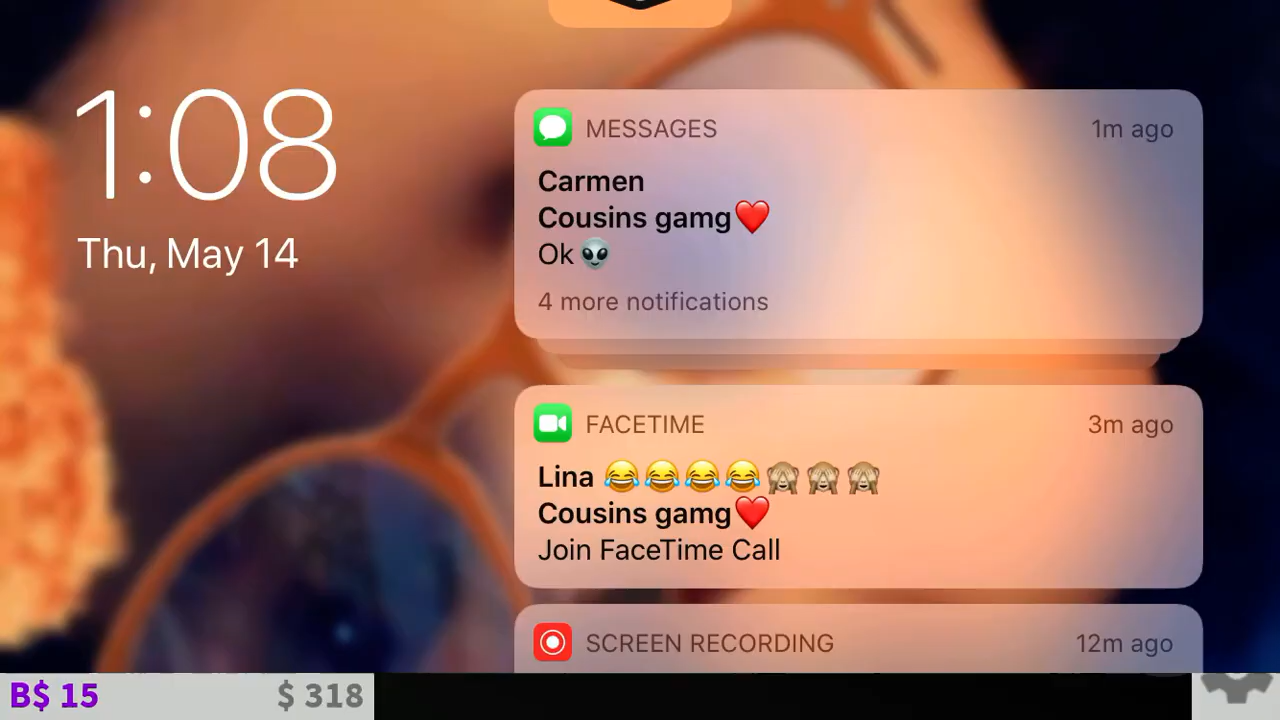 1:08
Thu, May 14
MESSAGES
1m ago
Carmen
Cousins gamg❤️
Ok 👽
4 more notifications
FACETIME
3m ago
Lina 😂😂😂😂🙈🙈🙈
Cousins gamg❤️
Join FaceTime Call
SCREEN RECORDING
12m ago
B$ 15
$ 318